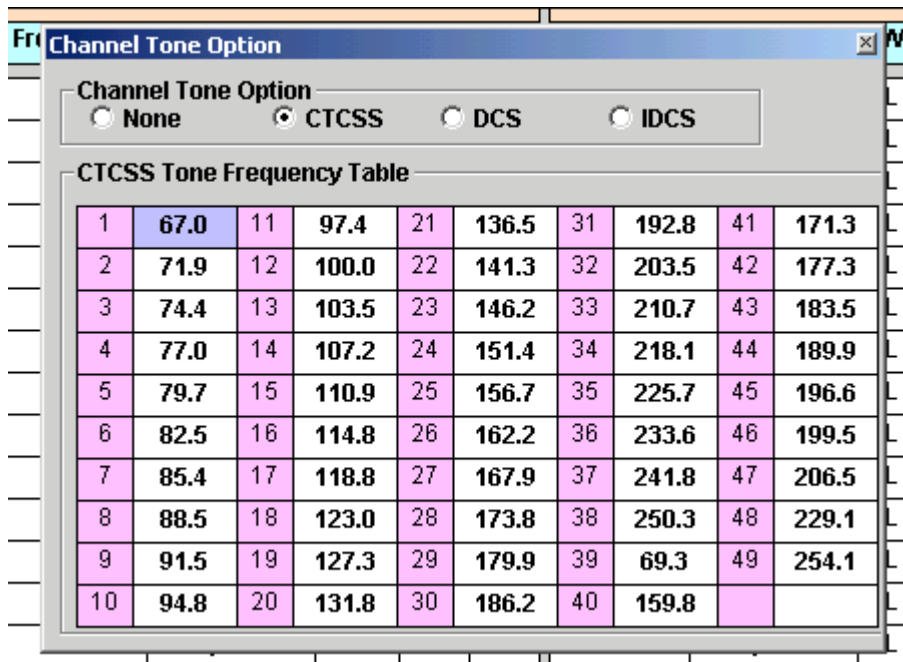 Fre
Channel Tone Option
Channel Tone Option
None CTCSS DCS IDCS
CTCSS Tone Frequency Table
1 67.0 11 97.4 21 136.5 31 192.8 41 171.3
2 71.9 12 100.0 22 141.3 32 203.5 42 177.3
3 74.4 13 103.5 23 146.2 33 210.7 43 183.5
4 77.0 14 107.2 24 151.4 34 218.1 44 189.9
5 79.7 15 110.9 25 156.7 35 225.7 45 196.6
6 82.5 16 114.8 26 162.2 36 233.6 46 199.5
7 85.4 17 118.8 27 167.9 37 241.8 47 206.5
8 88.5 18 123.0 28 173.8 38 250.3 48 229.1
9 91.5 19 127.3 29 179.9 39 69.3 49 254.1
10 94.8 20 131.8 30 186.2 40 159.8